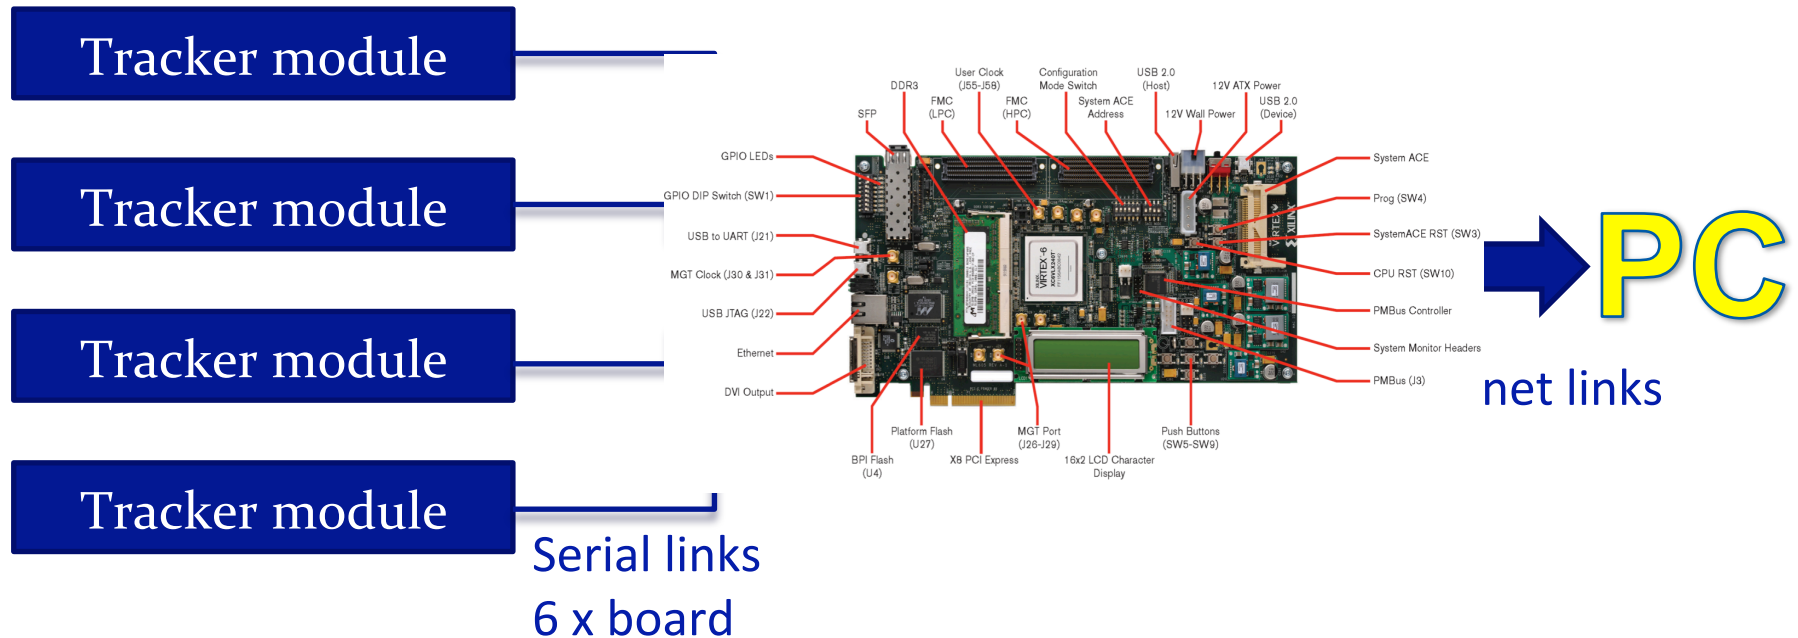 Tracker module
Tracker module
Tracker module
Tracker module
Serial links
6 x board
SFP
DDR3
FMC
(LPC)
User Clock
(J55-J58)
FMC
(HPC)
Configuration
Mode Switch
System ACE
Address
USB 2.0
(Host)
12V Wall Power
12V ATX Power
USB 2.0
(Device)
GPIO LEDs
GPIO DIP Switch (SW1)
USB to UART (J21)
MGT Clock (J30 & J31)
USB JTAG (J22)
Ethernet
DVI Output
BPI Flash
(U4)
Platform Flash
(U27)
X8 PCI Express
MGT Port
(J26-J29)
16x2 LCD Character
Display
Push Buttons
(SW5-SW9)
System ACE
Prog (SW4)
SystemACE RST (SW3)
CPU RST (SW10)
PMBus Controller
System Monitor Headers
PMBus (J3)
VIRTEX-6
VIRTEX
XILINX
PC
net links